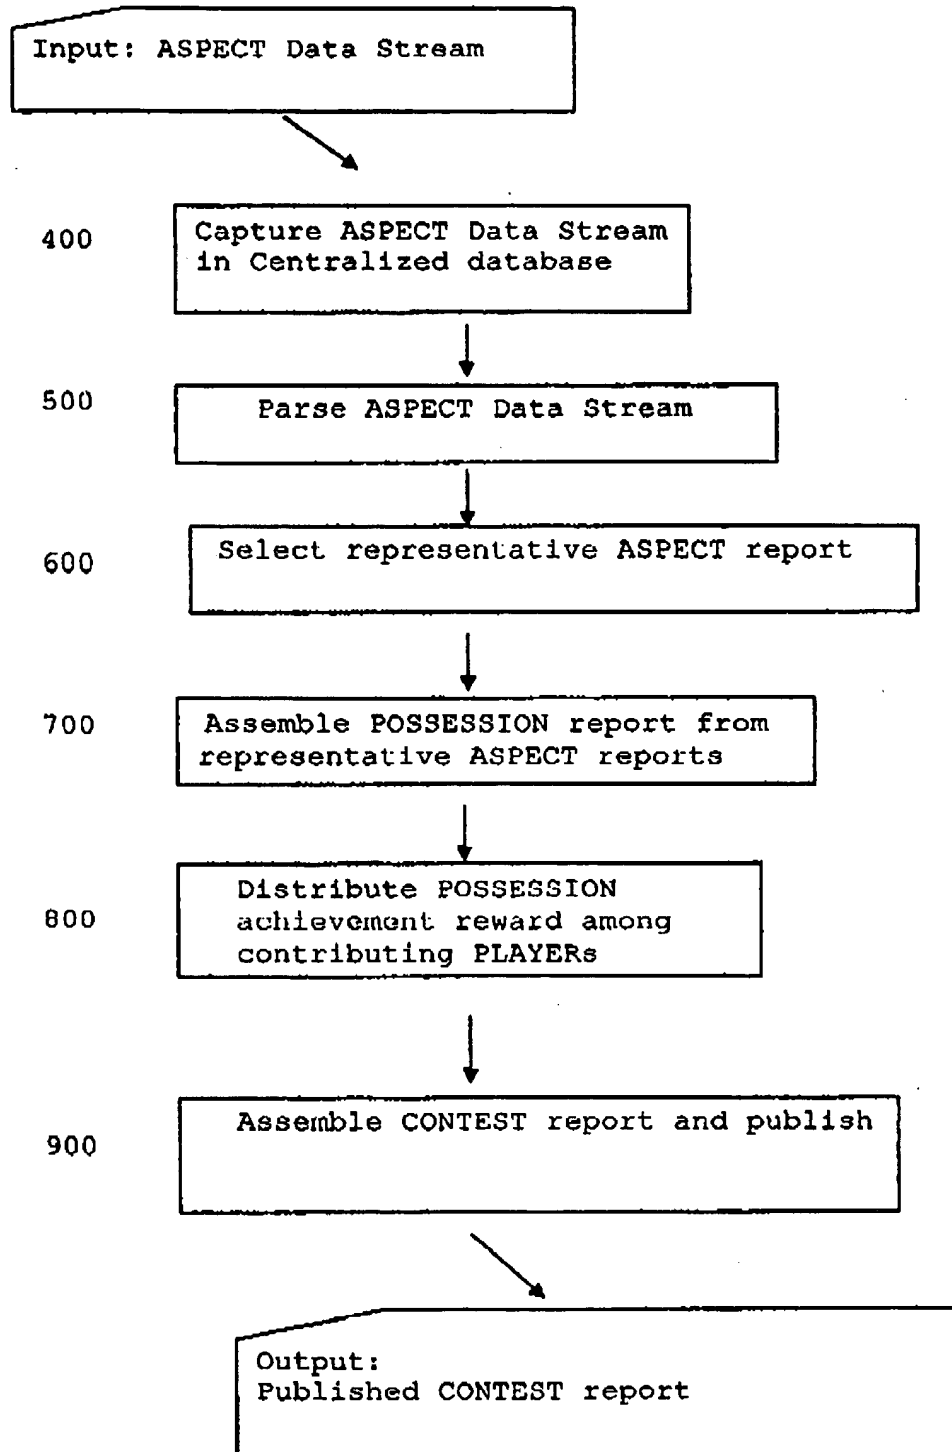 Input: ASPECT Data Stream
400
Capture ASPECT Data Stream
in Centralized database
500
Parse ASPECT Data Stream
600
Select representative ASPECT report
700
Assemble POSSESSION report from
representative ASPECT reports
800
Distribute POSSESSION
achievement reward among
contributing PLAYERs
900
Assemble CONTEST report and publish
Output:
Published CONTEST report